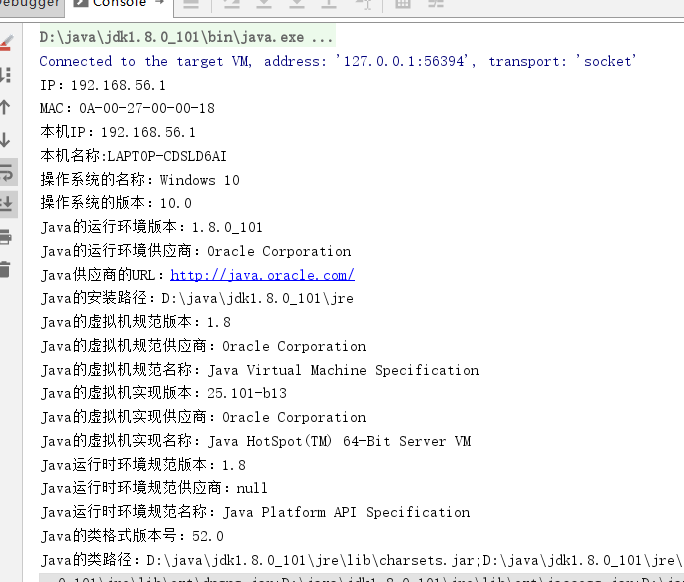 Debugger Console
D:\java\jdk1.8.0_101\bin\java.exe ...
Connected to the target VM, address: '127.0.0.1:56394', transport: 'socket'
IP：192.168.56.1
MAC：0A-00-27-00-00-18
本机IP：192.168.56.1
本机名称:LAPTOP-CDSLD6AI
操作系统的名称：Windows 10
操作系统的版本：10.0
Java的运行环境版本：1.8.0_101
Java的运行环境供应商：Oracle Corporation
Java供应商的URL：http://java.oracle.com/
Java的安装路径：D:\java\jdk1.8.0_101\jre
Java的虚拟机规范版本：1.8
Java的虚拟机规范供应商：Oracle Corporation
Java的虚拟机规范名称：Java Virtual Machine Specification
Java的虚拟机实现版本：25.101-b13
Java的虚拟机实现供应商：Oracle Corporation
Java的虚拟机实现名称：Java HotSpot(TM) 64-Bit Server VM
Java运行时环境规范版本：1.8
Java运行时环境规范供应商：null
Java运行时环境规范名称：Java Platform API Specification
Java的类格式版本号：52.0
Java的类路径：D:\java\jdk1.8.0_101\jre\lib\charsets.jar;D:\java\jdk1.8.0_101\jre\